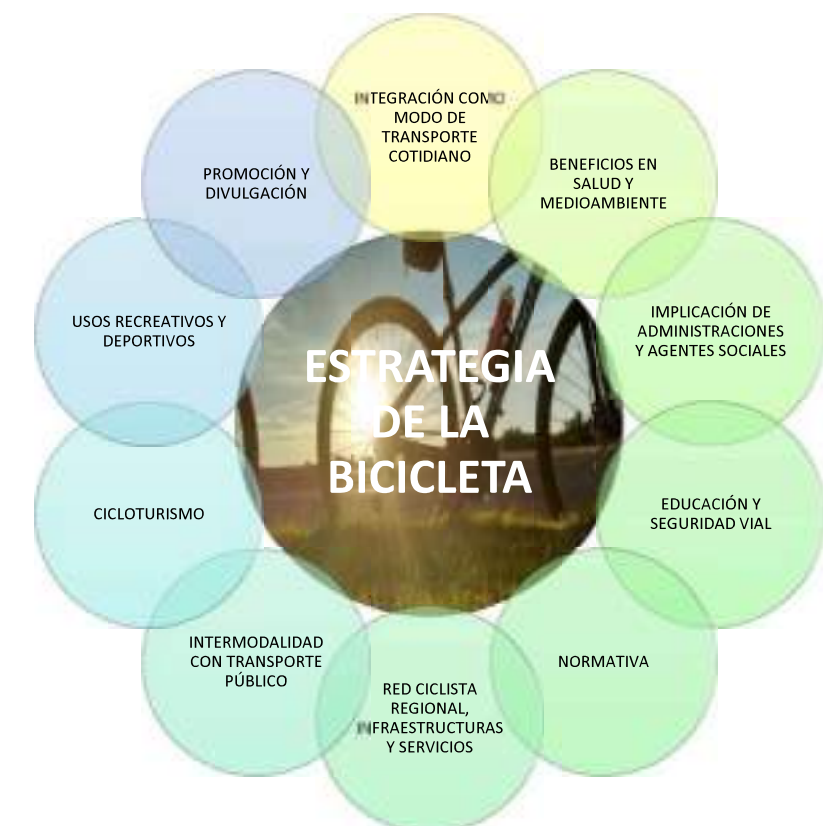 INTEGRACIÓN COMO
MODO DE
TRANSPORTE
COTIDIANO
BENEFICIOS EN
SALUD Y
MEDIOAMBIENTE
IMPLICACIÓN DE
ADMINISTRACIONES
Y AGENTES SOCIALES
EDUCACIÓN Y
SEGURIDAD VIAL
NORMATIVA
RED CICLISTA
REGIONAL,
INFRAESTRUCTURAS
Y SERVICIOS
INTERMODALIDAD
CON TRANSPORTE
PÚBLICO
CICLOTURISMO
USOS RECREATIVOS Y
DEPORTIVOS
PROMOCIÓN Y
DIVULGACIÓN
ESTRATEGIA
DE LA
BICICLETA